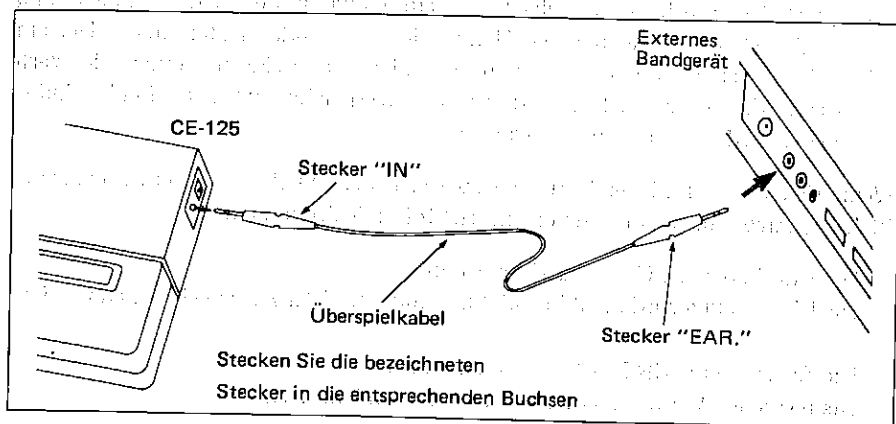 Externes
Bandgerät
CE-125
Stecker "IN"
Überspielkabel
Stecker "EAR."
Stecken Sie die bezeichneten
Stecker in die entsprechenden Buchsen